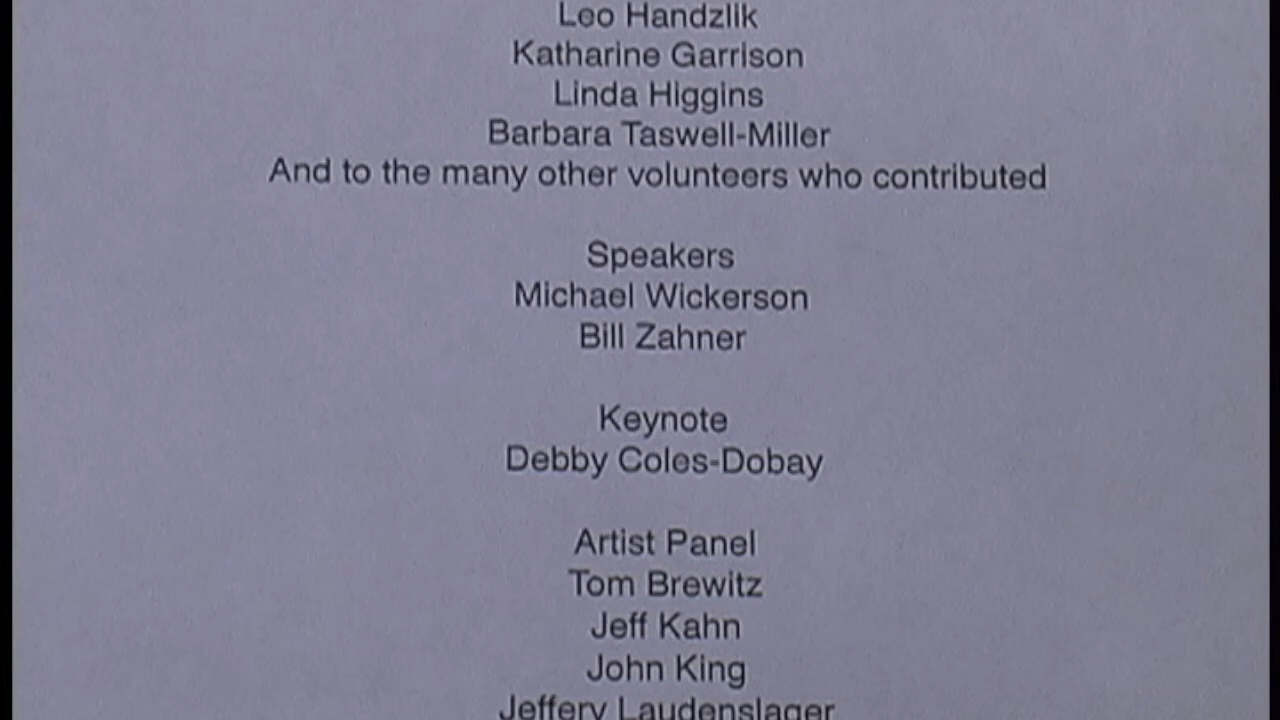 Leo Handzlik
Katharine Garrison
Linda Higgins
Barbara Taswell-Miller
And to the many other volunteers who contributed
Speakers
Michael Wickerson
Bill Zahner
Keynote
Debby Coles-Dobay
Artist Panel
Tom Brewitz
Jeff Kahn
John King
Jeffery Laudenslager